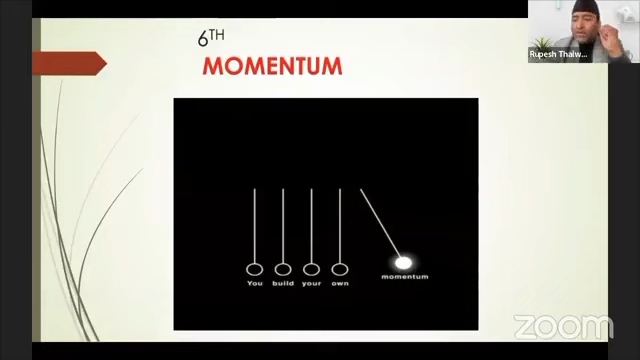 6TH
MOMENTUM
You build your own momentum
Rupesh Thalw...
zoom